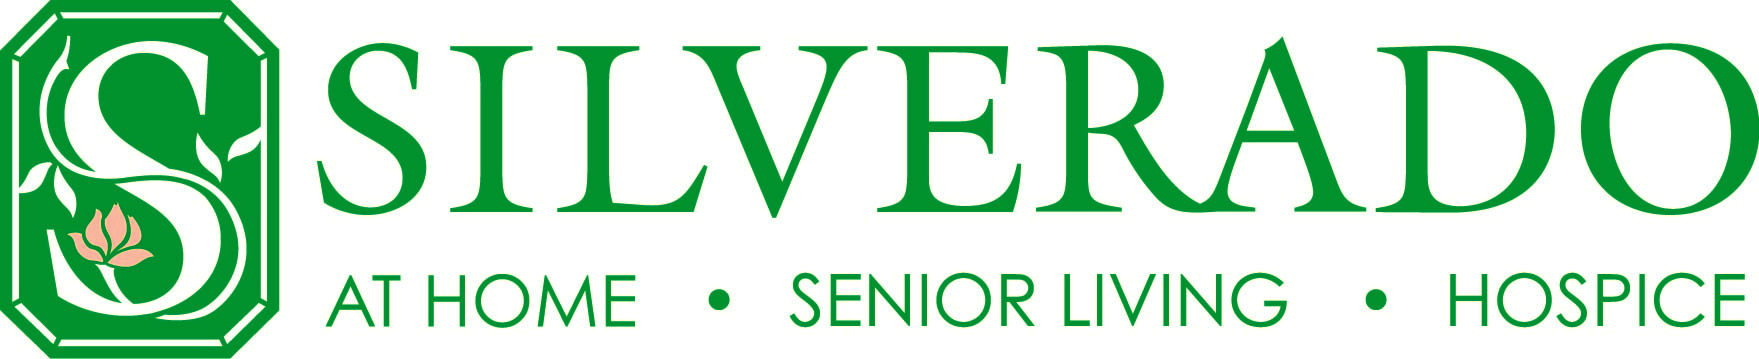 S SILVERADO
AT HOME • SENIOR LIVING • HOSPICE